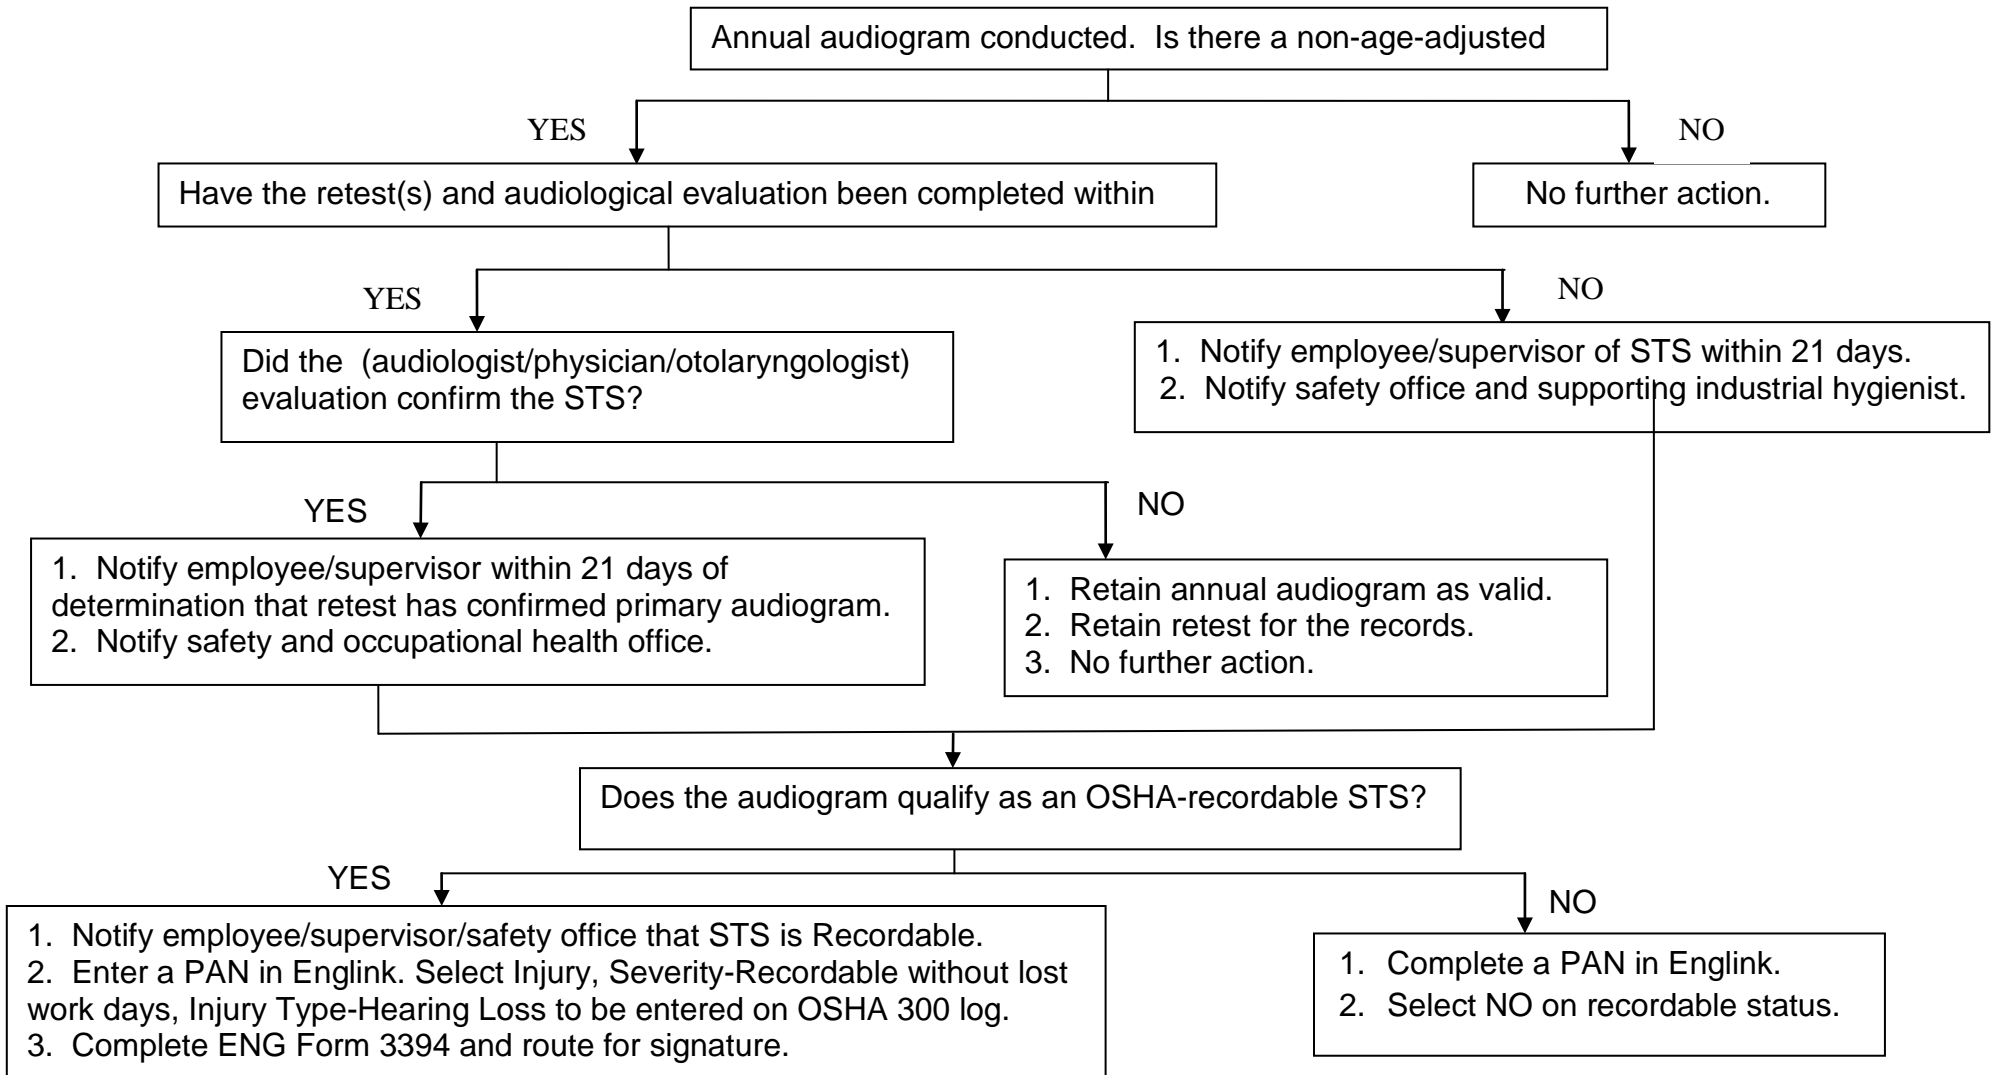 Annual audiogram conducted.  Is there a non-age-adjusted
YES
NO
Have the retest(s) and audiological evaluation been completed within
No further action.
YES
NO
Did the  (audiologist/physician/otolaryngologist)
evaluation confirm the STS?
1.  Notify employee/supervisor of STS within 21 days.
2.  Notify safety office and supporting industrial hygienist.
YES
NO
1.  Notify employee/supervisor within 21 days of
determination that retest has confirmed primary audiogram.
2.  Notify safety and occupational health office.
1.  Retain annual audiogram as valid.
2.  Retain retest for the records.
3.  No further action.
Does the audiogram qualify as an OSHA-recordable STS?
YES
NO
1.  Notify employee/supervisor/safety office that STS is Recordable.
2.  Enter a PAN in Englink. Select Injury, Severity-Recordable without lost
work days, Injury Type-Hearing Loss to be entered on OSHA 300 log.
3.  Complete ENG Form 3394 and route for signature.
1.  Complete a PAN in Englink.
2.  Select NO on recordable status.